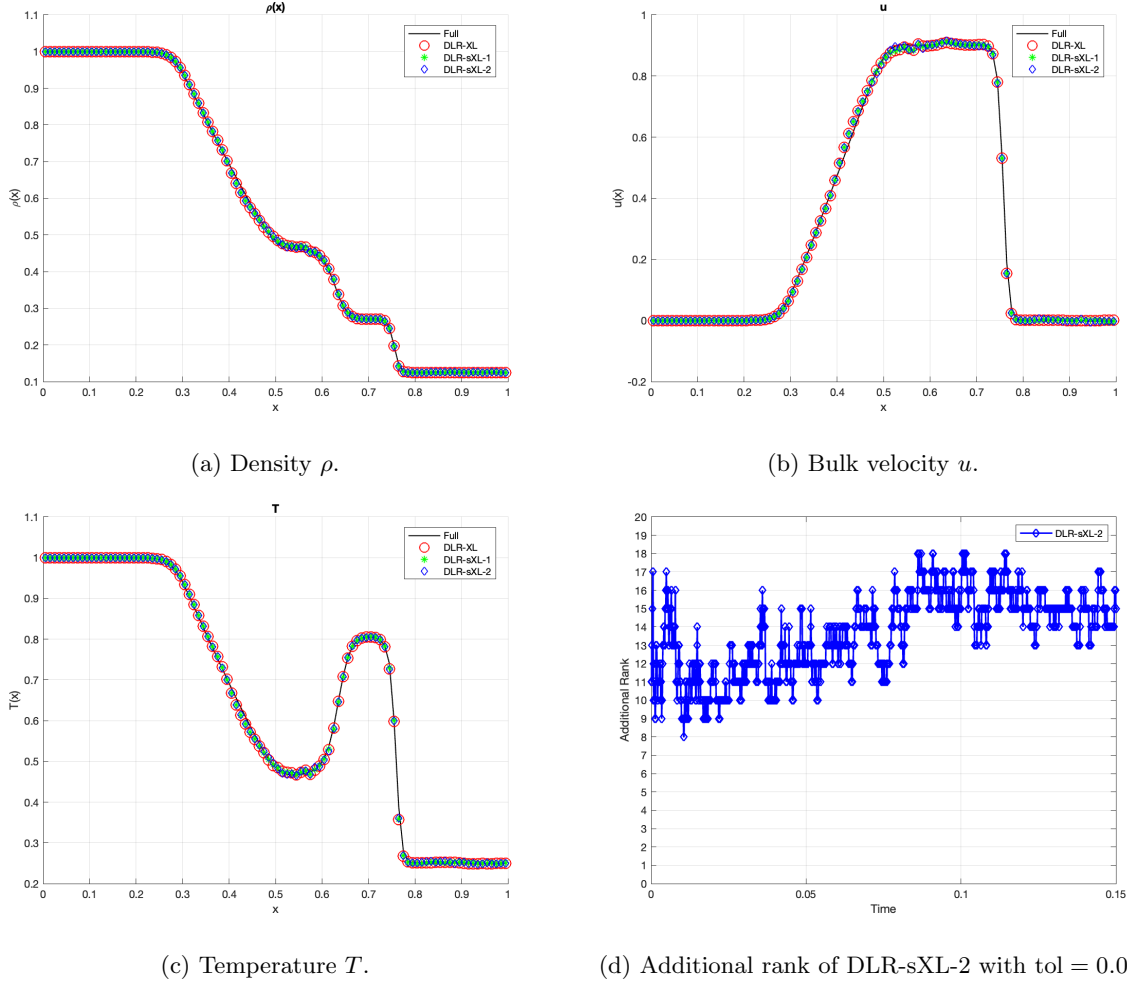 ρ(x)
1.1
1
0.9
0.8
0.7
0.6
0.5
0.4
0.3
0.2
0.1
ρ(x)
Full
DLR-XL
DLR-sXL-1
DLR-sXL-2
0 0.1 0.2 0.3 0.4 0.5 0.6 0.7 0.8 0.9 1
x
(a) Density ρ.
u
1
0.8
0.6
0.4
0.2
0
-0.2
u(x)
Full
DLR-XL
DLR-sXL-1
DLR-sXL-2
0 0.1 0.2 0.3 0.4 0.5 0.6 0.7 0.8 0.9 1
x
(b) Bulk velocity u.
T
1.1
1
0.9
0.8
0.7
0.6
0.5
0.4
0.3
0.2
T(x)
Full
DLR-XL
DLR-sXL-1
DLR-sXL-2
0 0.1 0.2 0.3 0.4 0.5 0.6 0.7 0.8 0.9 1
x
(c) Temperature T.
20
19
18
17
16
15
14
13
12
11
10
9
8
7
6
5
4
3
2
1
0
Additional Rank
DLR-sXL-2
0 0.05 0.1 0.15
Time
(d) Additional rank of DLR-sXL-2 with tol = 0.0